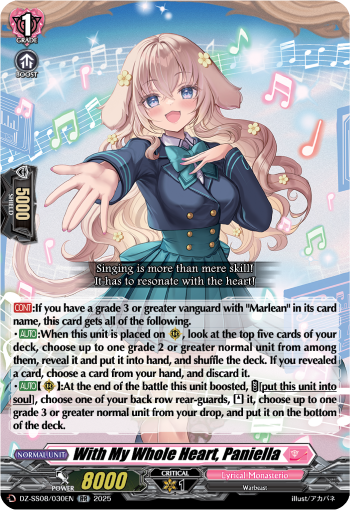 1
GRADE
BOOST
5000
SHIELD
Singing is more than mere skill!
It has to resonate with the heart!
CONT:If you have a grade 3 or greater vanguard with "Marlean" in its card
name, this card gets all of the following.
・AUTO:When this unit is placed on , look at the top five cards of your
deck, choose up to one grade 2 or greater normal unit from among
them, reveal it and put it into hand, and shuffle the deck. If you revealed
a card, choose a card from your hand, and discard it.
・AUTO[ ]:At the end of the battle this unit boosted, [put this unit into
soul], choose one of your back row rear-guards, it, choose up to one
grade 3 or greater normal unit from your drop, and put it on the bottom
of the deck.
NORMAL UNIT With My Whole Heart, Paniella
POWER 8000 CRITICAL 1 Lyrical Monasterio
Warbeast
D-DZ-SS08/030EN RR 2025 illust/アカバネ